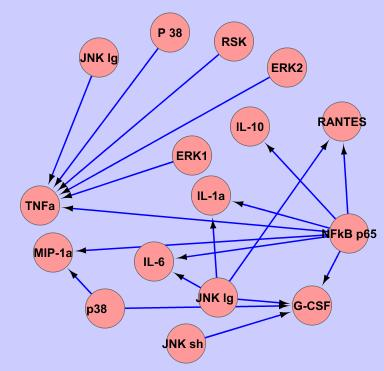 P 38
RSK
JNK lg
ERK2
IL-10
RANTES
ERK1
IL-1a
TNFa
NFkB p65
MIP-1a
IL-6
JNK lg
p38
G-CSF
JNK sh